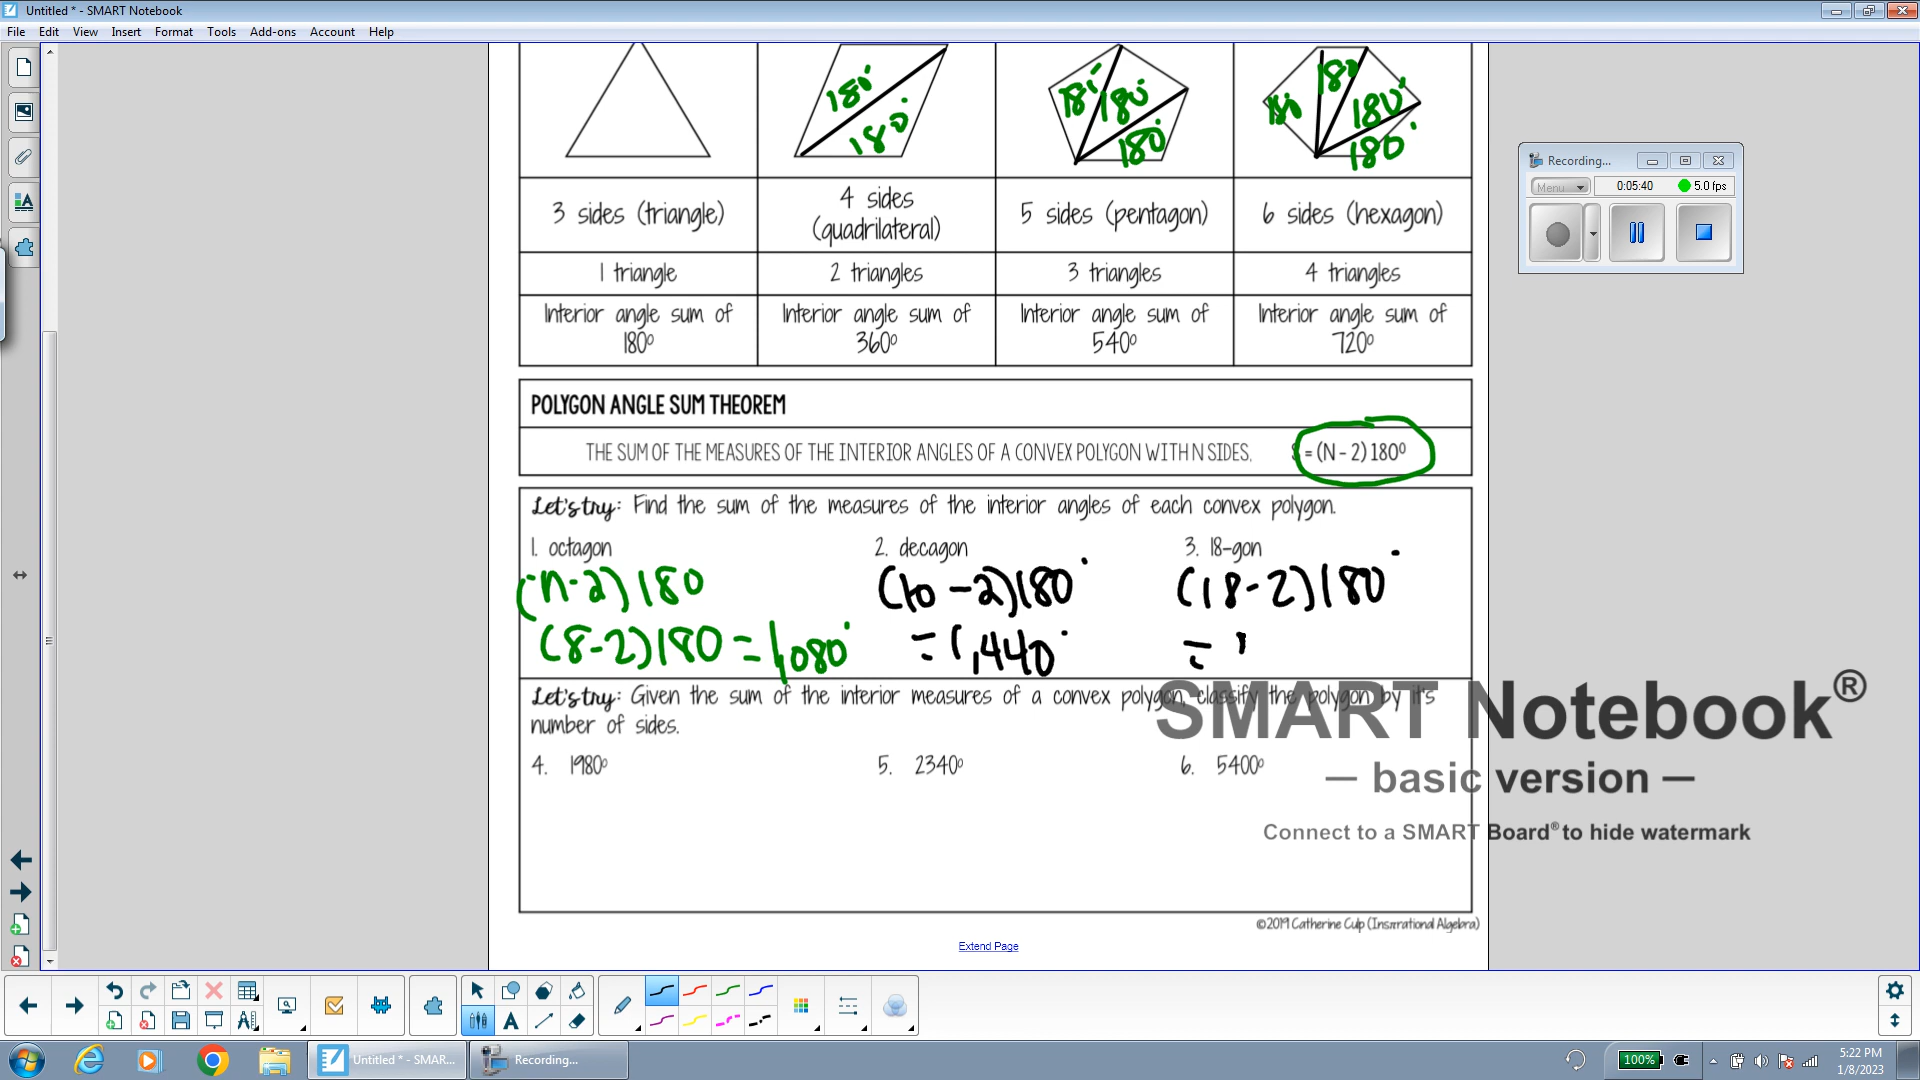 Untitled * - SMART Notebook
File Edit View Insert Format Tools Add-ons Account Help
180° 180°
180° 180° 180°
180 180 180° 180°
3 sides (triangle)
4 sides
(quadrilateral)
5 sides (pentagon)
6 sides (hexagon)
1 triangle
2 triangles
3 triangles
4 triangles
Interior angle sum of
180°
Interior angle sum of
360°
Interior angle sum of
540°
Interior angle sum of
720°
POLYGON ANGLE SUM THEOREM
THE SUM OF THE MEASURES OF THE INTERIOR ANGLES OF A CONVEX POLYGON WITH N SIDES. S = (N - 2) 180°
Let's try: Find the sum of the measures of the interior angles of each convex polygon.
1. octagon
(n-2)180
(8-2)180 = 1,080°
2. decagon
(10-2)180°
= 1,440°
3. 18-gon
(18-2)180°
=
Let's try: Given the sum of the interior measures of a convex polygon, classify the polygon by it's
number of sides.
4. 1980°
5. 2340°
6. 5400°
SMART Notebook®
— basic version —
Connect to a SMART Board® to hide watermark
©2019 Catherine Culp (Insπrational Algebra)
Extend Page
Recording...
Menu
0:05:40
5.0 fps
A
Untitled * - SMAR...
Recording...
100%
5:22 PM
1/8/2023